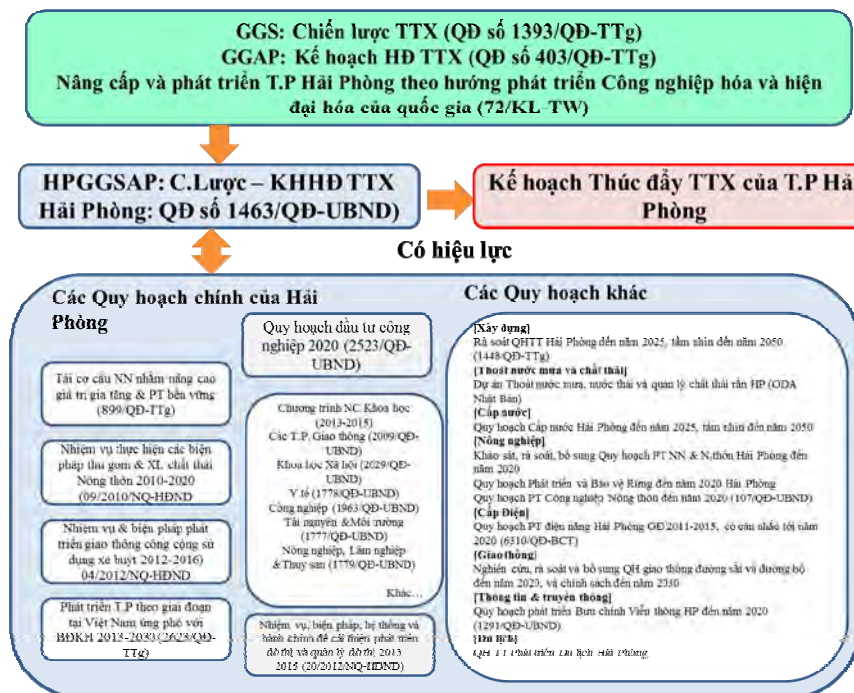 GGS: Chiến lược TTX (QĐ số 1393/QĐ-TTg)
GGAP: Kế hoạch HĐ TTX (QĐ số 403/QĐ-TTg)
Nâng cấp và phát triển T.P Hải Phòng theo hướng phát triển Công nghiệp hóa và hiện
đại hóa của quốc gia (72/KL-TW)
HPGGSAP: C.Lược – KHHĐ TTX
Hải Phòng: QĐ số 1463/QĐ-UBND)
Kế hoạch Thúc đẩy TTX của T.P Hải
Phòng
Có hiệu lực
Các Quy hoạch chính của Hải
Phòng
Tái cơ cấu NN nhằm nâng cao
giá trị gia tăng & PT bền vững
(899/QĐ-TTg)
Nhiệm vụ thực hiện các biện
pháp thu gom & XL chất thải
Nông thôn 2010-2020
(09/2010/NQ-HĐND
Nhiệm vụ & biện pháp phát
triển giao thông công cộng sử
dụng xe buýt 2012-2016)
04/2012/NQ-HĐND
Phát triển T.P theo giai đoạn
tại Việt Nam ứng phó với
BĐKH 2013-2030(2623/QĐ-
TTg)
Quy hoạch đầu tư công
nghiệp 2020 (2523/QĐ-
UBND)
Chương trình NC Khoa học
(2013-2015)
Các T.P, Giao thông (2009/QĐ-
UBND)
Khoa học Xã hội (2029/QĐ-
UBND)
Y tế (1778/QĐ-UBND)
Công nghiệp (1963/QĐ-UBND)
Tài nguyên &Môi trường
(1777/QĐ-UBND)
Nông nghiệp, Lâm nghiệp
&Thuỷ sản (1779/QĐ-UBND)
Khác…
Nhiệm vụ, biện pháp, hệ thống và
hành chính để cải thiện phát triển
đô thị và quản lý đô thị 2013
2015 (20/2012/NQ-HĐND)
Các Quy hoạch khác
[Xây dựng]
Rà soát QHTT Hải Phòng đến năm 2025, tầm nhìn đến năm 2050
(1448/QĐ-TTg)
[Thoát nước mưa và chất thải]
Dự án Thoát nước mưa, nước thải và quản lý chất thải rắn HP (ODA
Nhật Bản)
[Cấp nước]
Quy hoạch Cấp nước Hải Phòng đến năm 2025, tầm nhìn đến năm 2050
[Nông nghiệp]
Khảo sát, rà soát, bổ sung Quy hoạch PT NN & N,thôn Hải Phòng đến
năm 2020
Quy hoạch Phát triển và Bảo vệ Rừng đến năm 2020 Hải Phòng
Quy hoạch PT Công nghiệp Nông thôn đến năm 2020 (107/QĐ-UBND)
[Cấp Điện]
Quy hoạch PT điện năng Hải Phòng GĐ 2011-2015, có cân nhắc tới năm
2020 (6310/QĐ-BCT)
[Giao thông]
Nghiên cứu, rà soát và bổ sung QH giao thông đường sắt và đường bộ
đến năm 2020, và chính sách đến năm 2030
[Thông tin & truyền thông]
Quy hoạch phát triển Bưu chính Viễn thông HP đến năm 2020
(1291/QĐ-UBND)
[Du lịch]
QH TT Phát triển Du lịch Hải Phòng